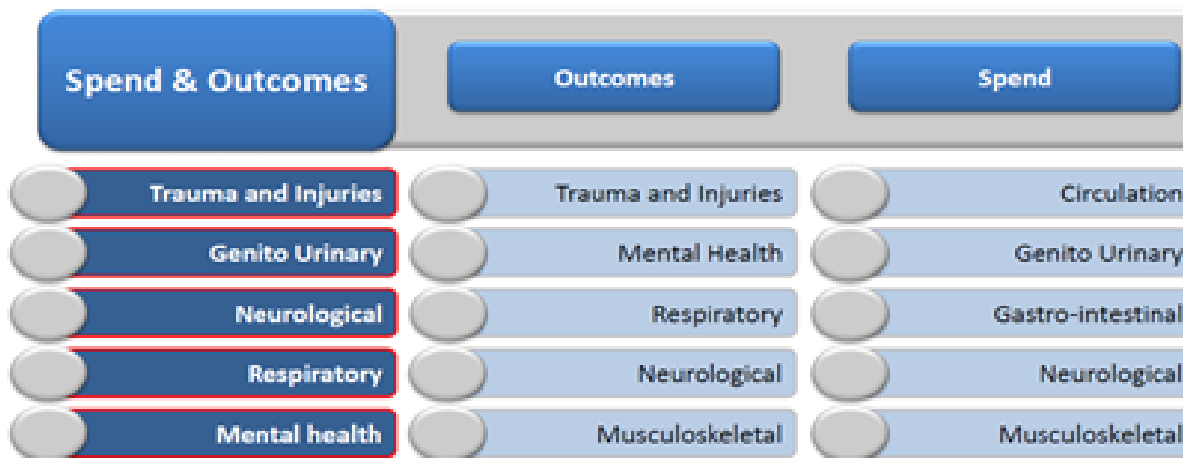 Spend & Outcomes Outcomes Spend
Trauma and Injuries Trauma and Injuries Circulation
Genito Urinary Mental Health Genito Urinary
Neurological Respiratory Gastro-intestinal
Respiratory Neurological Neurological
Mental health Musculoskeletal Musculoskeletal